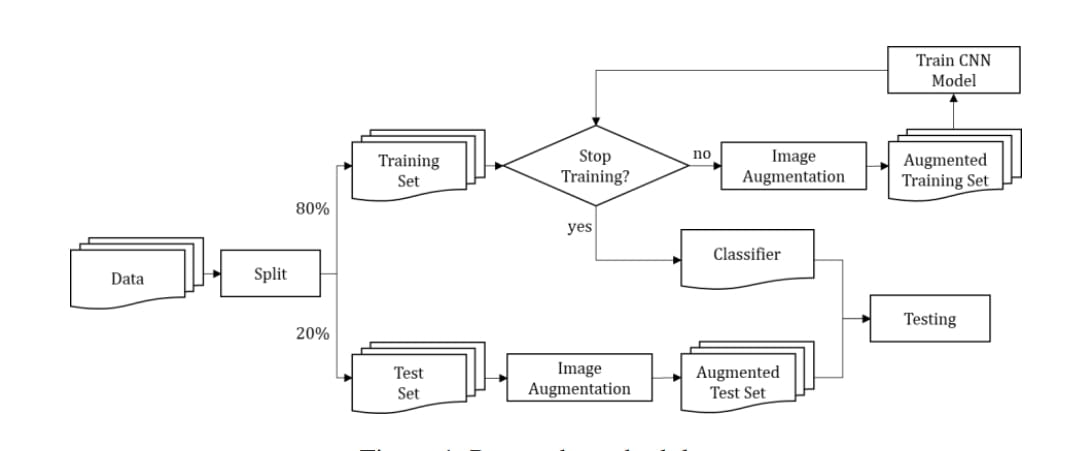 Train CNN
Model
Training
Set
Stop
Training?
no
Image
Augmentation
Augmented
Training Set
80%
yes
Data
Split
Classifier
Testing
20%
Test
Set
Image
Augmentation
Augmented
Test Set